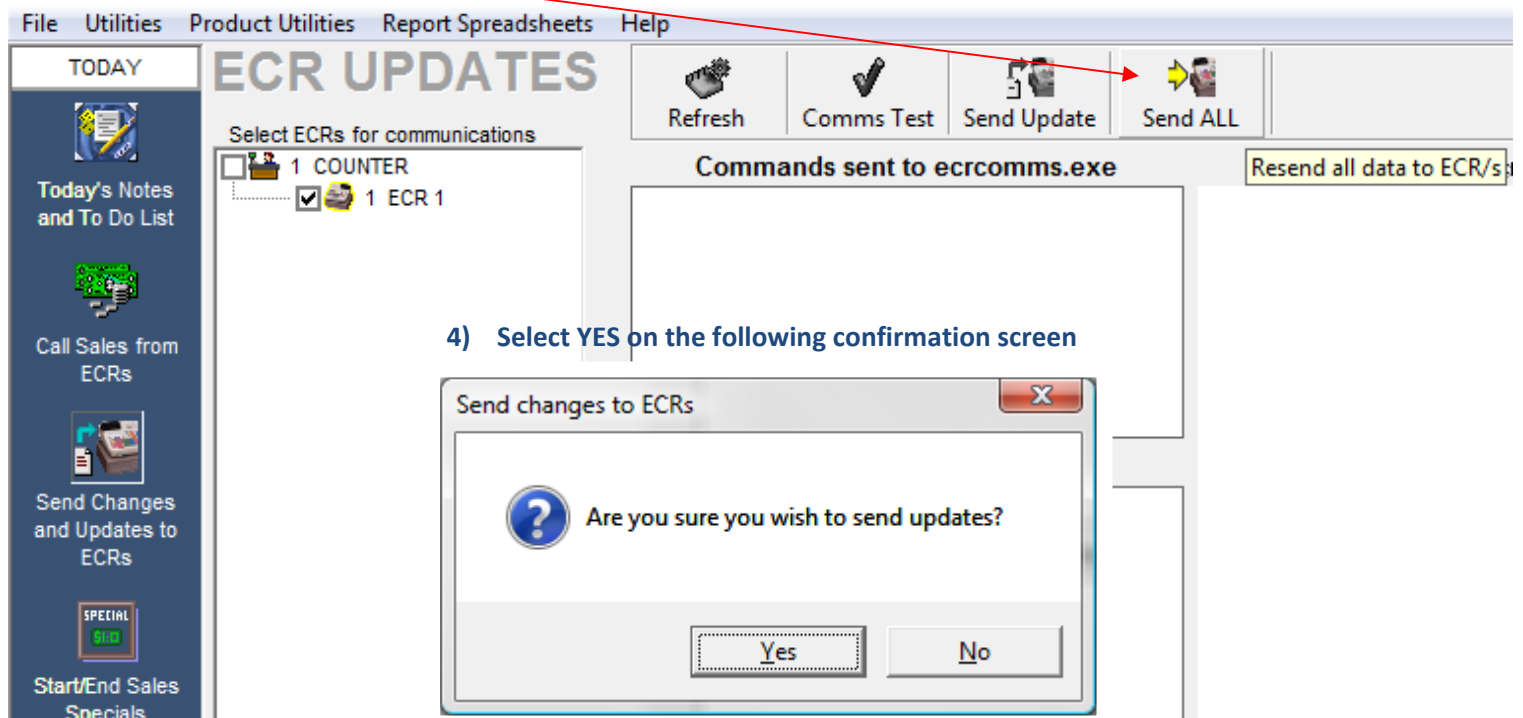 File Utilities Product Utilities Report Spreadsheets Help
TODAY
ECR UPDATES
Refresh
Comms Test
Send Update
Send ALL
Select ECRs for communications
1 COUNTER
1 ECR 1
Commands sent to ecrcomms.exe
Resend all data to ECR/s
Today's Notes
and To Do List
Call Sales from
ECRs
Send Changes
and Updates to
ECRs
SPECIAL
Start/End Sales
Specials
4) Select YES on the following confirmation screen
Send changes to ECRs
Are you sure you wish to send updates?
Yes
No